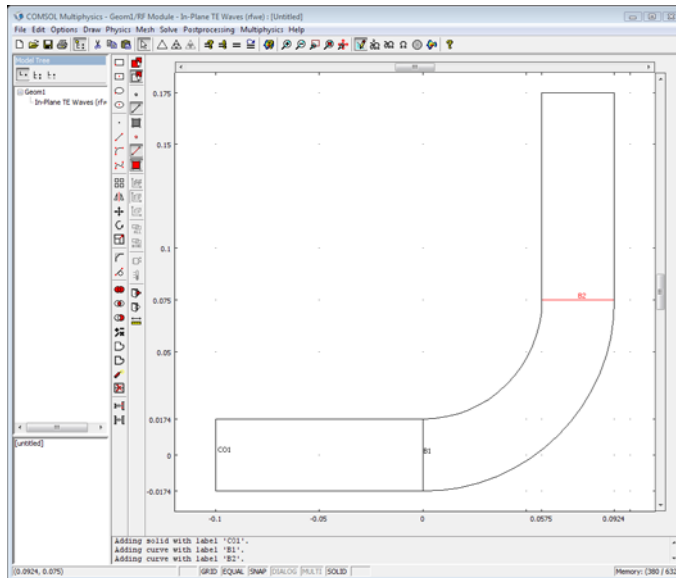 COMSOL Multiphysics - Geom1/RF Module - In-Plane TE Waves (rfwe) : [Untitled]
File Edit Options Draw Physics Mesh Solve Postprocessing Multiphysics Help
Model Tree
Geom1
In-Plane TE Waves (rfw
[untitled]
0.175
0.15
0.1
0.075
B2
0.05
0.0174
CO1
B1
0
-0.0174
-0.1
-0.05
0
0.0575
0.0924
Adding solid with label 'CO1'.
Adding curve with label 'B1'.
Adding curve with label 'B2'.
(0.0924, 0.075)
GRID EQUAL SNAP DIALOG MULTI SOLID
Memory: (380 / 632